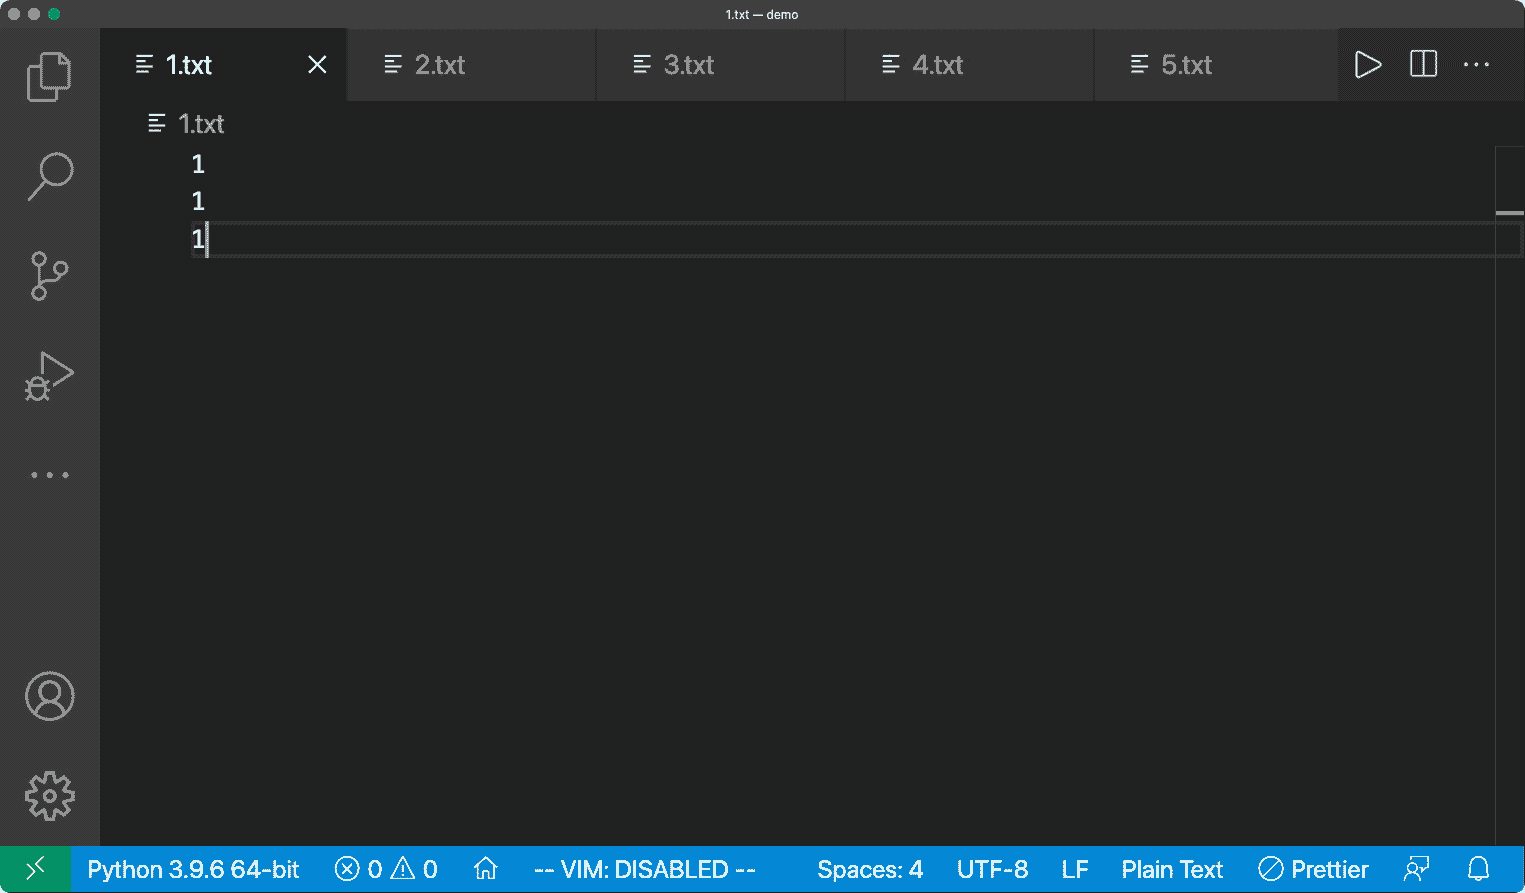 1.txt — demo
1.txt 2.txt 3.txt 4.txt 5.txt
1.txt
1
1
1
Python 3.9.6 64-bit 0 0 -- VIM: DISABLED -- Spaces: 4 UTF-8 LF Plain Text Prettier